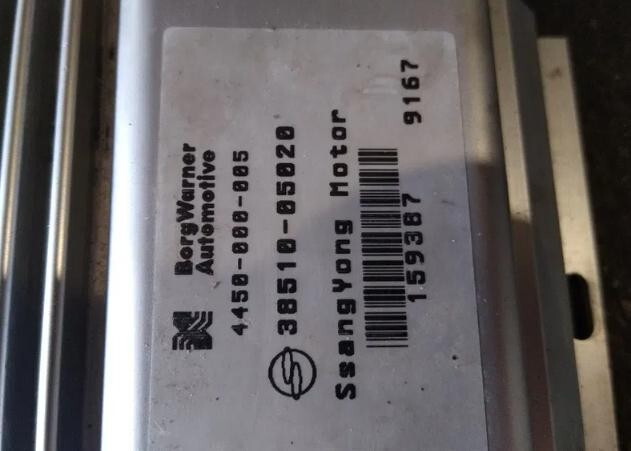 BorgWarner
Automotive
4450-000-005
38510-05020
SsangYong Motor
159387 9167